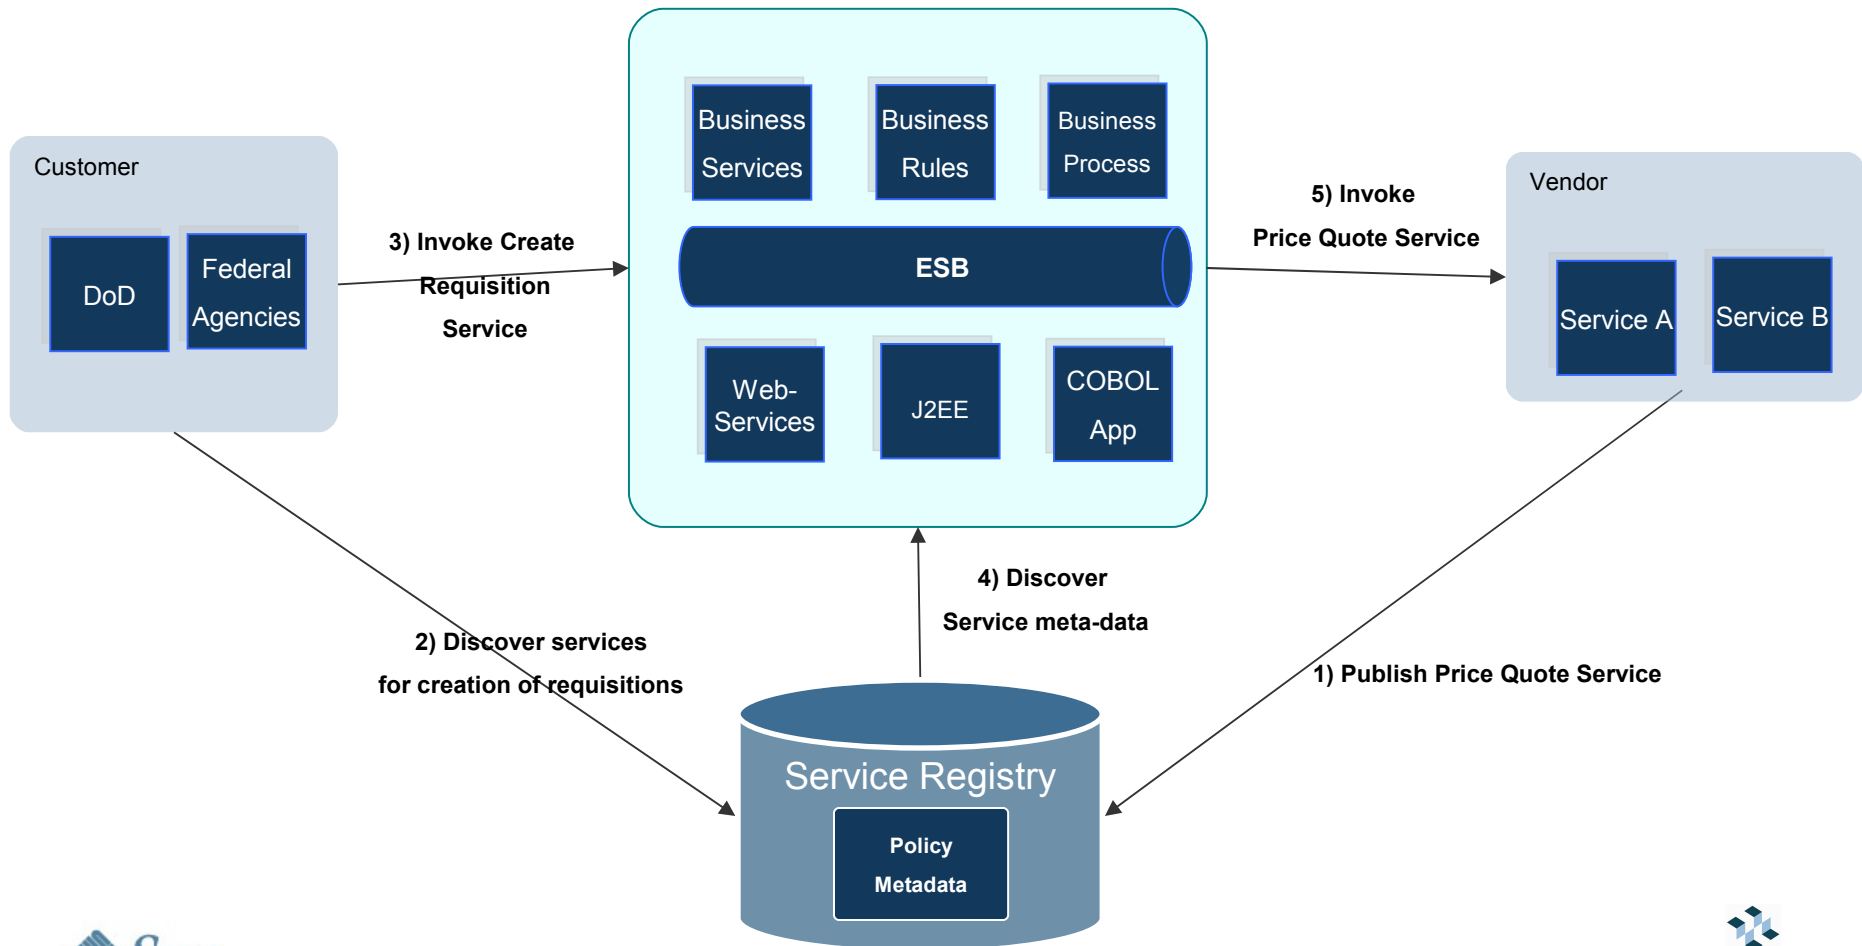 Customer
DoD
Federal
Agencies
3) Invoke Create
Requisition
Service
Business
Services
Business
Rules
Business
Process
ESB
Web-
Services
J2EE
COBOL
App
5) Invoke
Price Quote Service
Vendor
Service A
Service B
4) Discover
Service meta-data
2) Discover services
for creation of requisitions
1) Publish Price Quote Service
Service Registry
Policy
Metadata